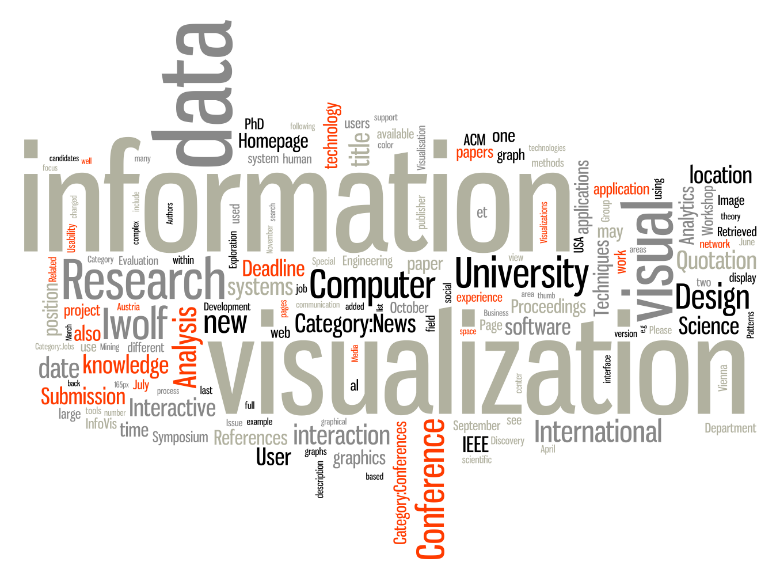 data
PhD
Homepage
following
technology
users
support
available
color
title
Visualisation
system
human
ACM
one
papers
graph
technologies
methods
candidates
well
many
focus
information
applications
application
using
location
Image
theory
Retrieved
network
June
Analytics
Workshop
visual
Group
may
areas
work
Techniques
USA
Visualizations
et
publisher
search
November
used
Exploration
Authors
include
complex
changed
Usability
Category
Evaluation
within
Related
position
Research
Deadline
systems
Special
Engineering
paper
job
Computer
social
University
view
experience
area
thumb
Quotation
two
display
Design
Science
Patterns
project
Austria
March
also
lwolf
Analysis
Development
new
pages
communication
added
list
October
web
Category:News
field
Business
Page
space
Proceedings
software
version
e.g
Please
Category:Jobs
use
Mining
different
date
knowledge
visualization
Media
al
center
interface
Vienna
back
165px
July
process
last
Submission
large
tools
number
Interactive
InfoVis
time
Symposium
full
Issue
example
References
graphical
interaction
User
graphs
description
graphics
based
Category:Conferences
Conference
September
see
IEEE
Discovery
scientific
April
International
Department